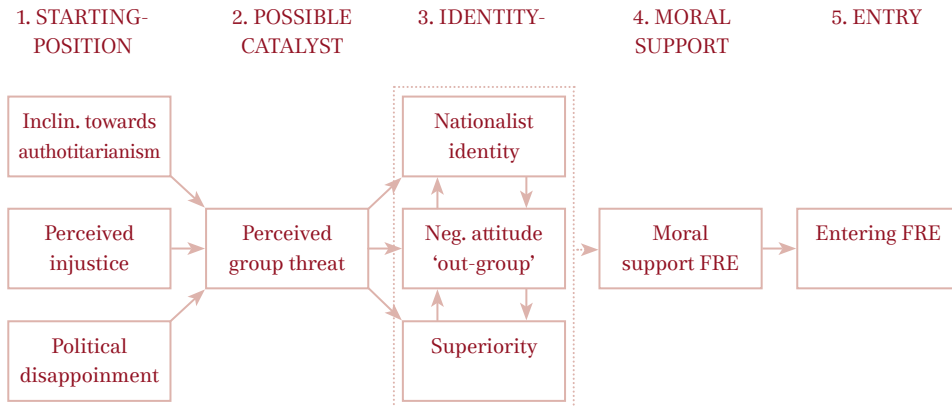 1. STARTING-
POSITION
2. POSSIBLE
CATALYST
3. IDENTITY-
4. MORAL
SUPPORT
5. ENTRY
Inclin. towards
authotitarianism
Nationalist
identity
Perceived
injustice
Perceived
group threat
Neg. attitude
‘out-group’
Moral
support FRE
Entering FRE
Political
disappoinment
Superiority